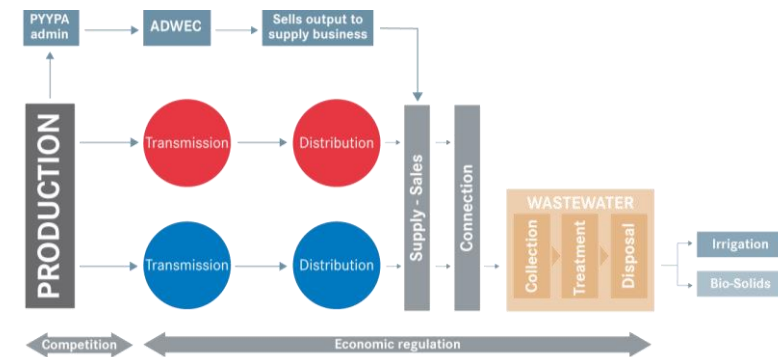 PYYPA
admin
ADWEC
Sells output to
supply business
PRODUCTION
Transmission
Distribution
Transmission
Distribution
Supply - Sales
Connection
WASTEWATER
Collection
Treatment
Disposal
Irrigation
Bio-Solids
Competition
Economic regulation